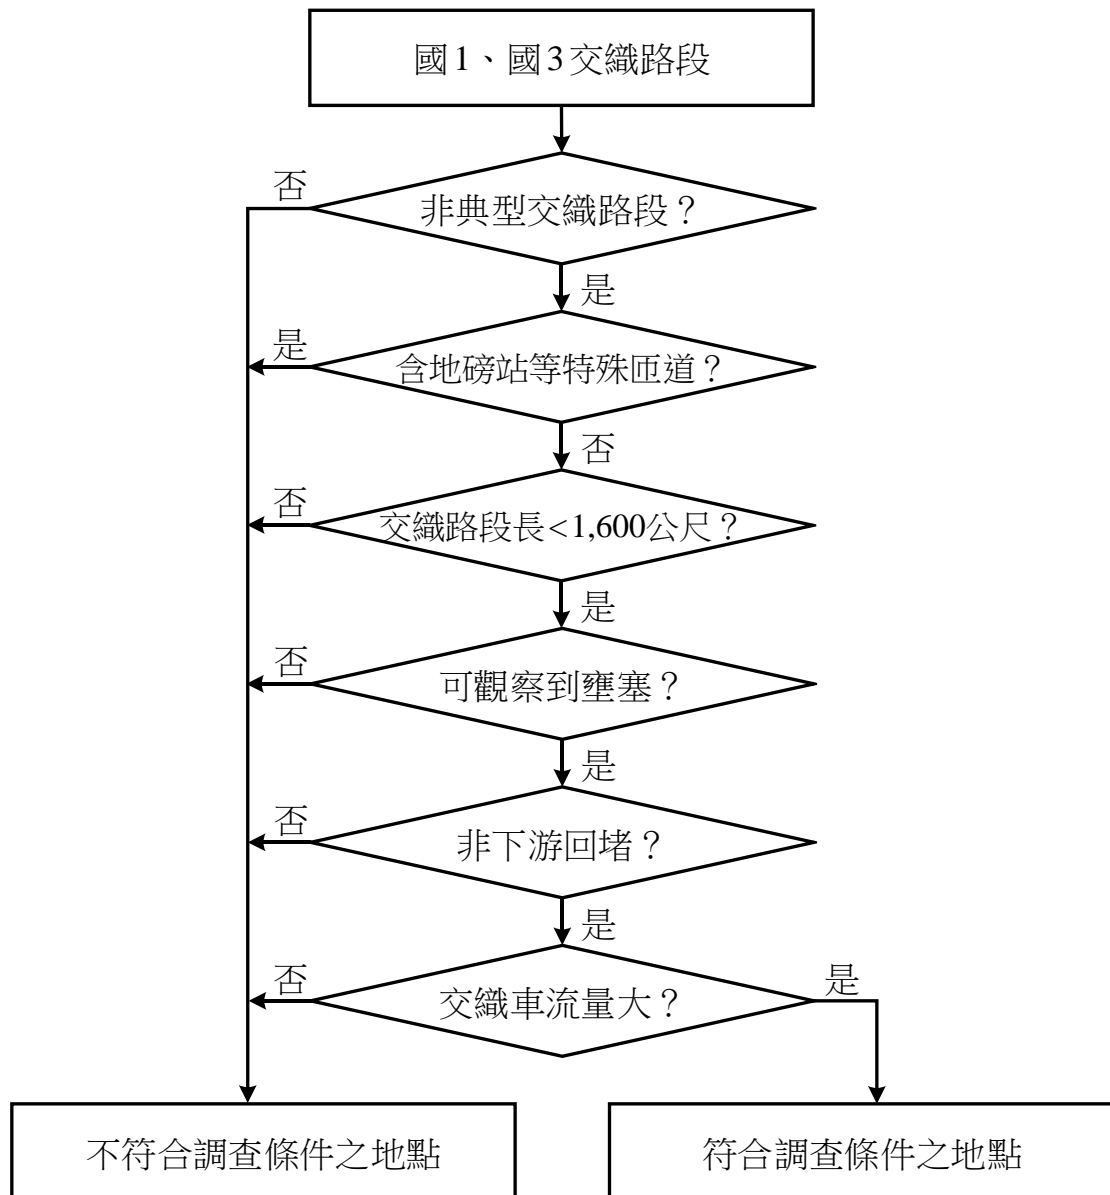 國1、國3交織路段
否
非典型交織路段？
是
是
含地磅站等特殊匝道？
否
否
交織路段長<1,600公尺？
是
否
可觀察到壅塞？
是
否
非下游回堵？
是
否
交織車流量大？
是
不符合調查條件之地點
符合調查條件之地點